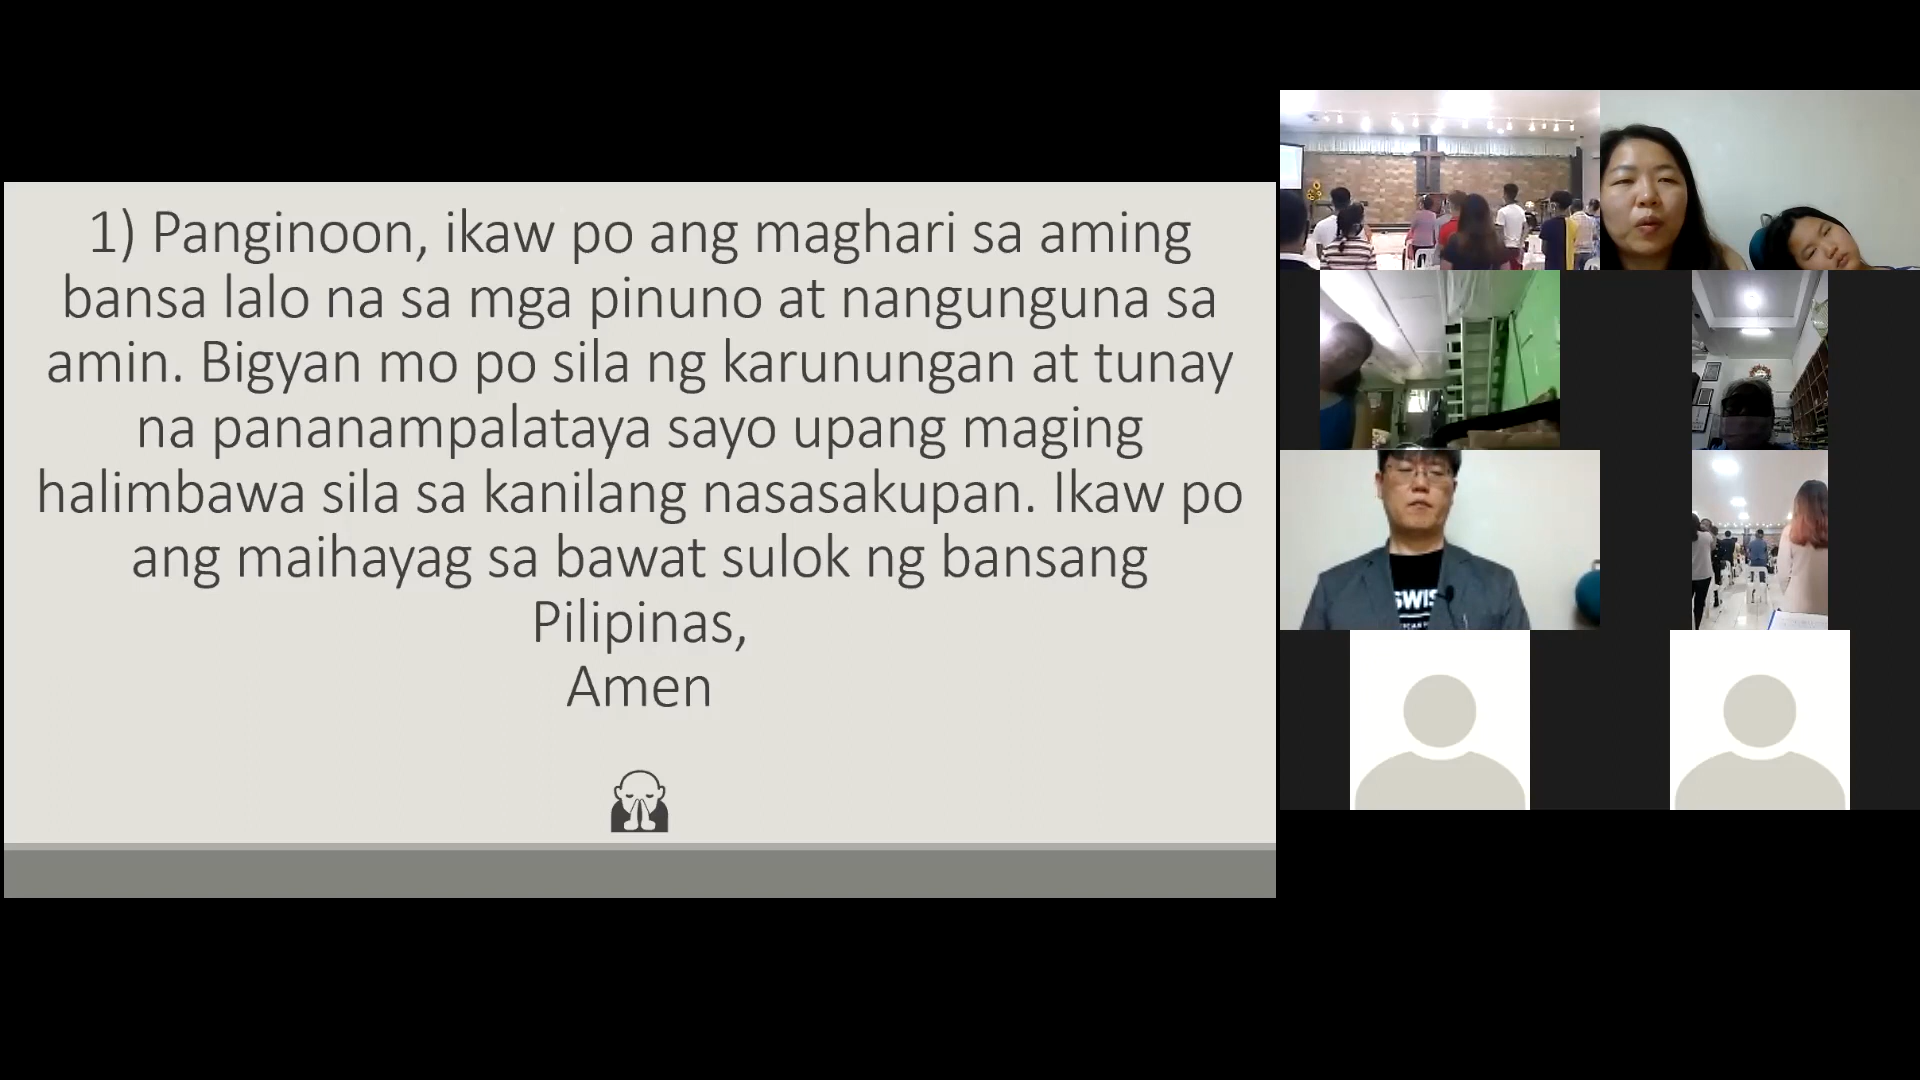 1) Panginoon, ikaw po ang maghari sa aming
bansa lalo na sa mga pinuno at nangunguna sa
amin. Bigyan mo po sila ng karunungan at tunay
na pananampalataya sayo upang maging
halimbawa sila sa kanilang nasasakupan. Ikaw po
ang maihayag sa bawat sulok ng bansang
Pilipinas,
Amen